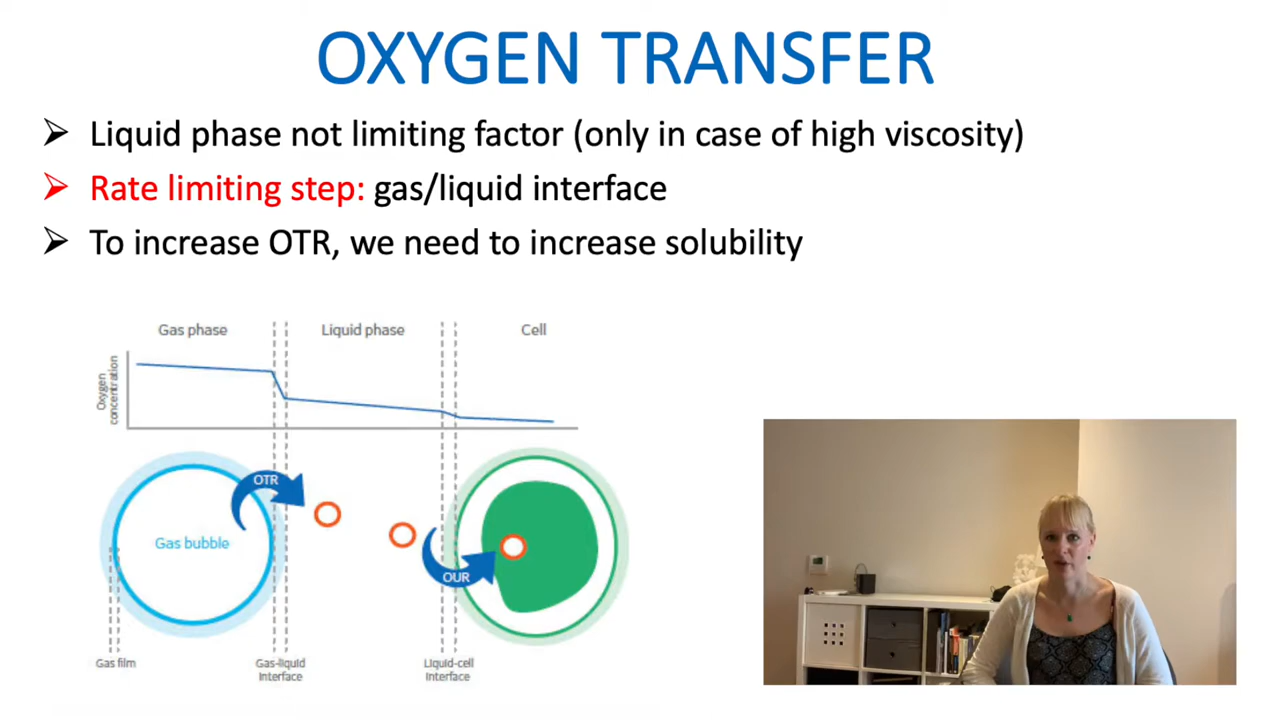 OXYGEN TRANSFER
Liquid phase not limiting factor (only in case of high viscosity)
Rate limiting step: gas/liquid interface
To increase OTR, we need to increase solubility
Gas phase
Liquid phase
Cell
Oxygen
concentration
OTR
Gas bubble
OUR
Gas film
Gas-liquid
Interface
Liquid-cell
Interface